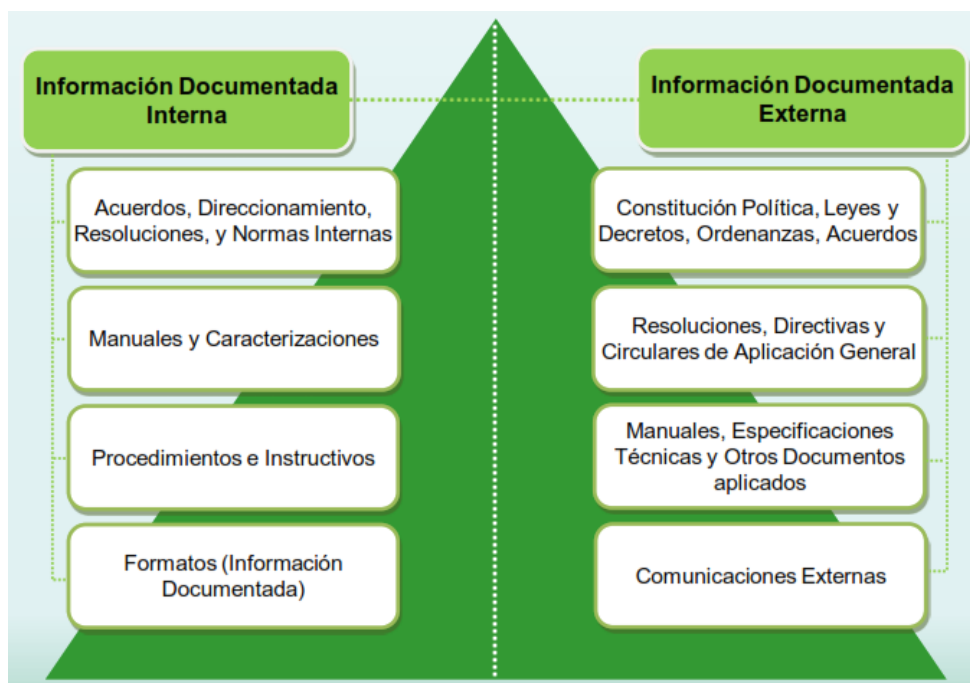 Información Documentada
Interna
Acuerdos, Direccionamiento,
Resoluciones, y Normas Internas
Manuales y Caracterizaciones
Procedimientos e Instructivos
Formatos (Información
Documentada)
Información Documentada
Externa
Constitución Política, Leyes y
Decretos, Ordenanzas, Acuerdos
Resoluciones, Directivas y
Circulares de Aplicación General
Manuales, Especificaciones
Técnicas y Otros Documentos
aplicados
Comunicaciones Externas